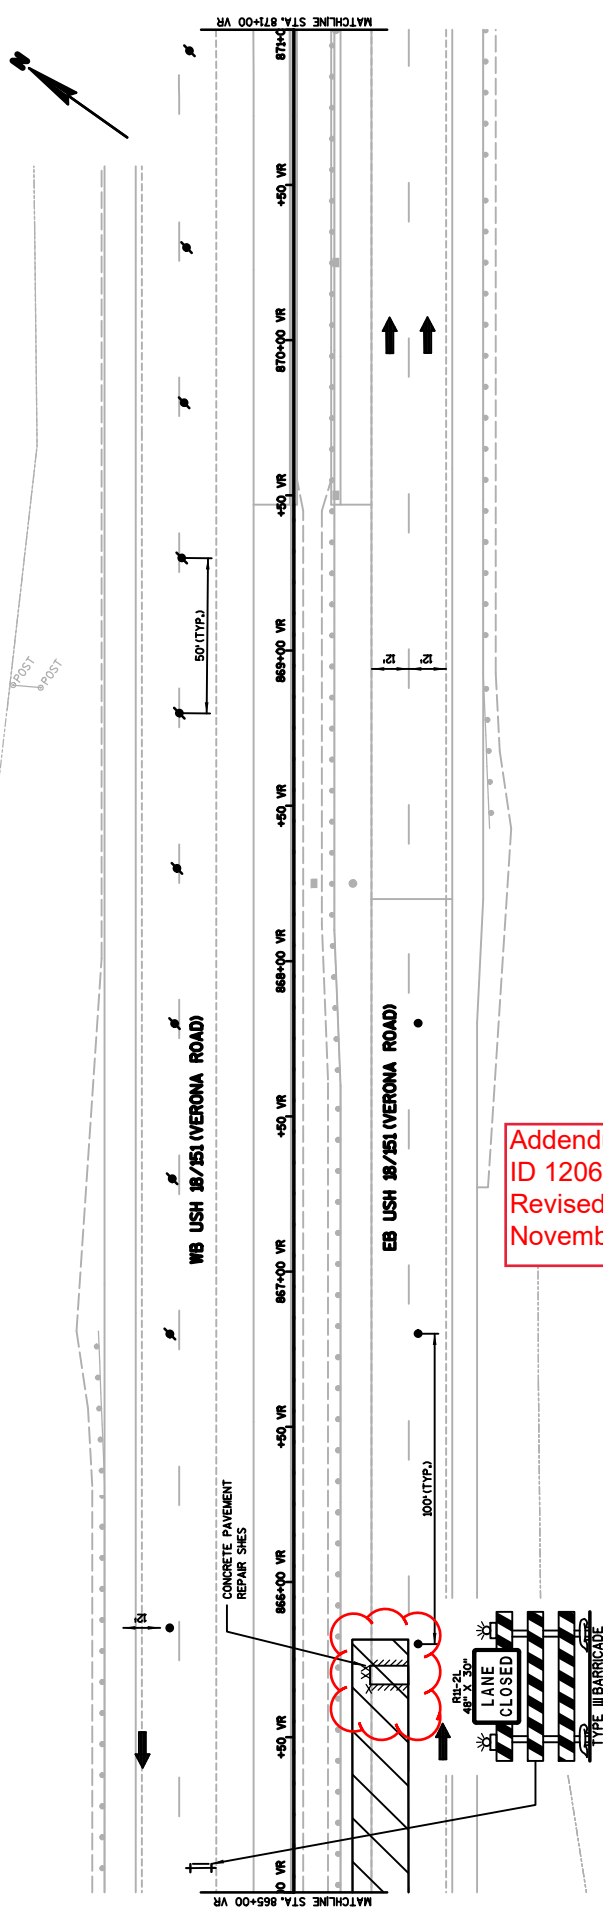 MATCHLINE STA. 871+00 VR
N
871+0
+50 VR
870+00 VR
+50 VR
50' (TYP.)
POST
POST
869+00 VR
12'
12'
+50 VR
868+00 VR
WB USH 18/151 (VERONA ROAD)
EB USH 18/151 (VERONA ROAD)
+50 VR
Addend
ID 1206
Revised
Novemb
867+00 VR
+50 VR
100' (TYP.)
CONCRETE PAVEMENT
REPAIR SHES
866+00 VR
12'
X
XX
+50 VR
R11-2L
48" X 30"
LANE
CLOSED
TYPE III BARRICADE
0 VR
MATCHLINE STA. 865+00 VR